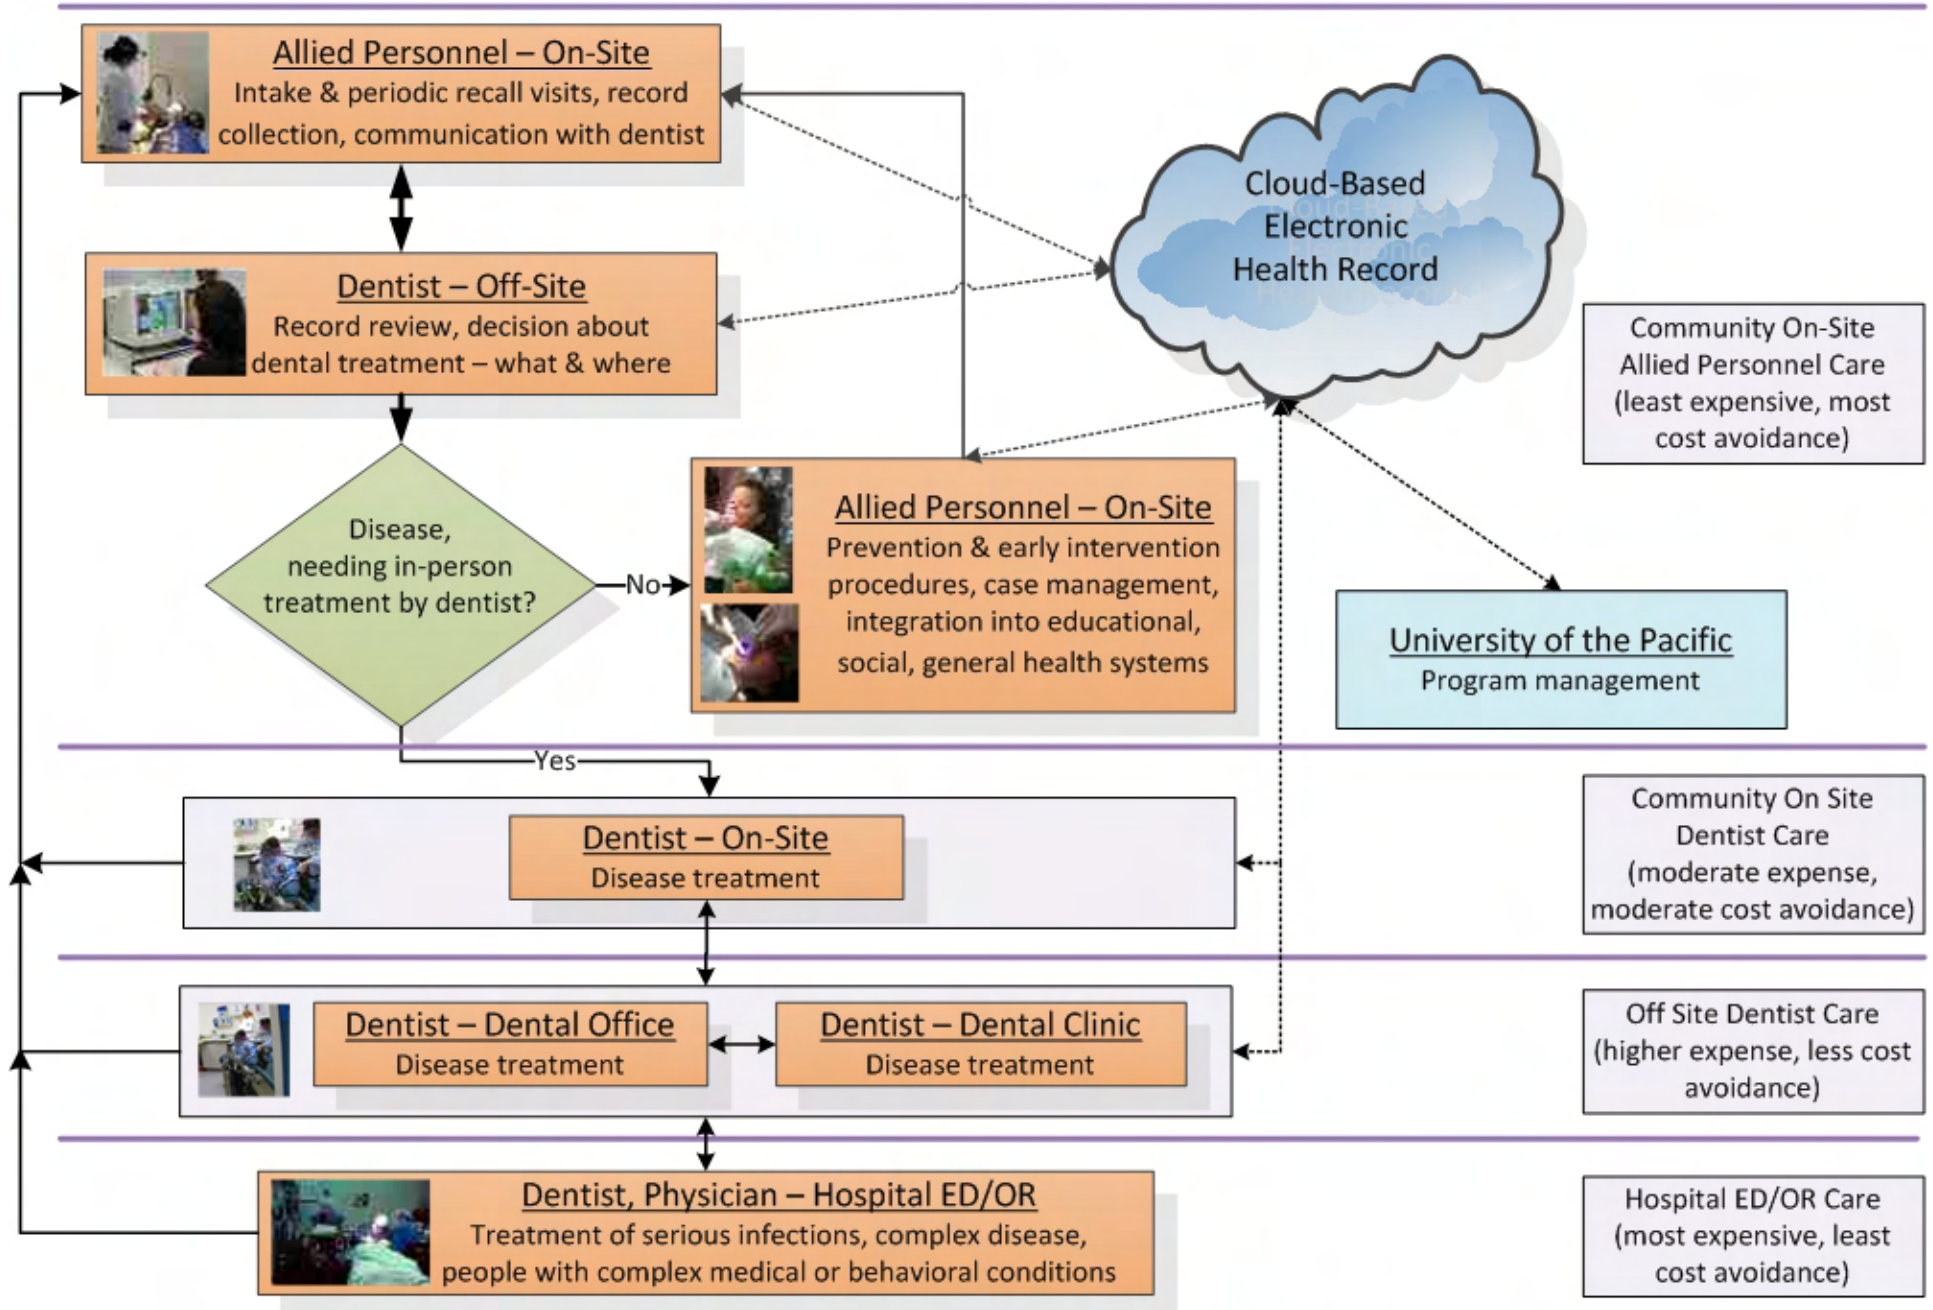 Allied Personnel – On-Site
Intake & periodic recall visits, record
collection, communication with dentist
Cloud-Based
Electronic
Health Record
Dentist – Off-Site
Record review, decision about
dental treatment – what & where
Community On-Site
Allied Personnel Care
(least expensive, most
cost avoidance)
Disease,
needing in-person
treatment by dentist?
No
Allied Personnel – On-Site
Prevention & early intervention
procedures, case management,
integration into educational,
social, general health systems
University of the Pacific
Program management
Yes
Dentist – On-Site
Disease treatment
Community On Site
Dentist Care
(moderate expense,
moderate cost avoidance)
Dentist – Dental Office
Disease treatment
Dentist – Dental Clinic
Disease treatment
Off Site Dentist Care
(higher expense, less cost
avoidance)
Dentist, Physician – Hospital ED/OR
Treatment of serious infections, complex disease,
people with complex medical or behavioral conditions
Hospital ED/OR Care
(most expensive, least
cost avoidance)